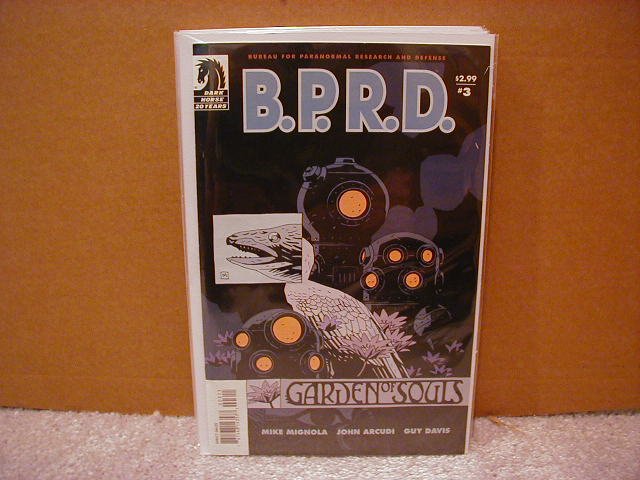 BUREAU FOR PARANORMAL RESEARCH AND DEFENSE
DARK
HORSE
20 YEARS
$2.99
#3
B.P.R.D.
GARDEN OF SOULS
MIKE MIGNOLA JOHN ARCUDI GUY DAVIS